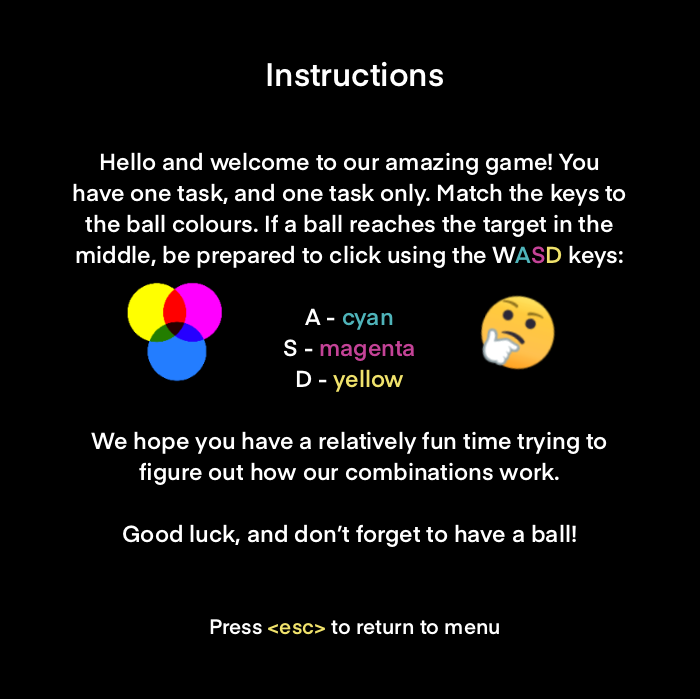 Instructions
Hello and welcome to our amazing game! You
have one task, and one task only. Match the keys to
the ball colours. If a ball reaches the target in the
middle, be prepared to click using the WASD keys:
A - cyan
S - magenta
D - yellow
We hope you have a relatively fun time trying to
figure out how our combinations work.
Good luck, and don’t forget to have a ball!
Press <esc> to return to menu